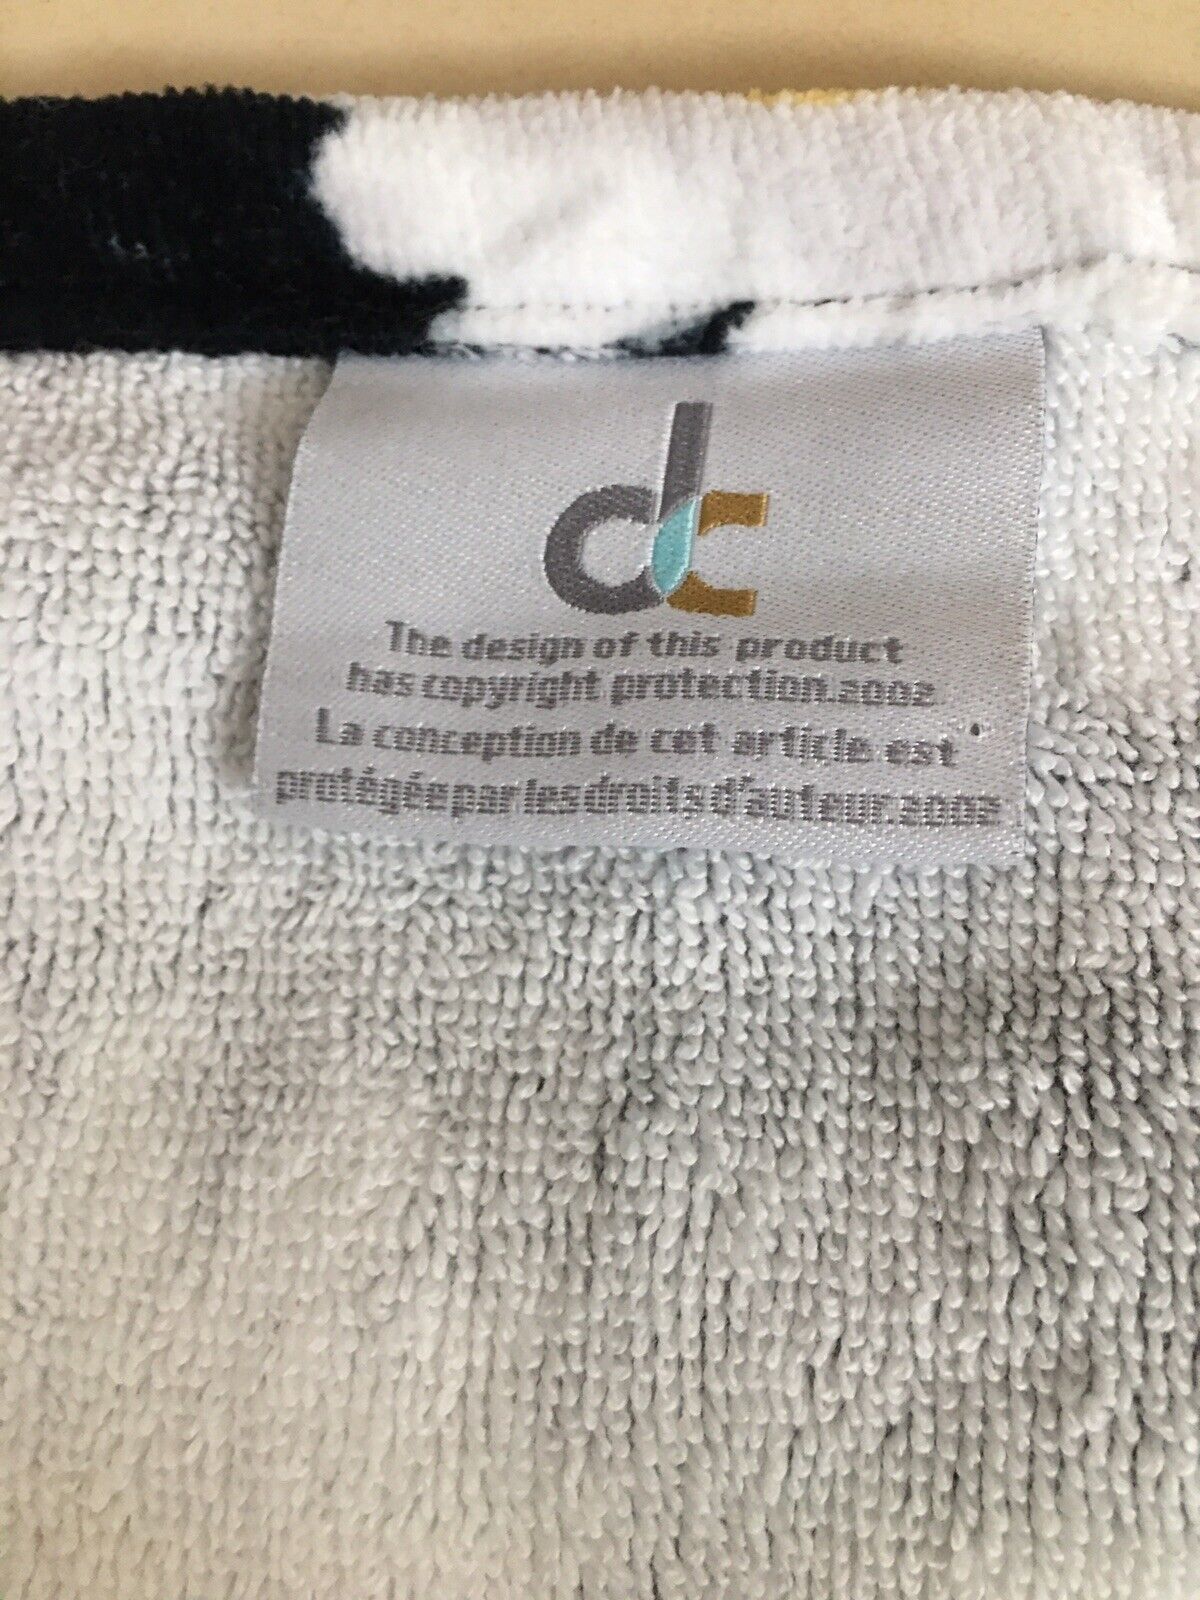 dc
The design of this product
has copyright protection.2002
La conception de cet article est
protégée par les droits d'auteur.2002